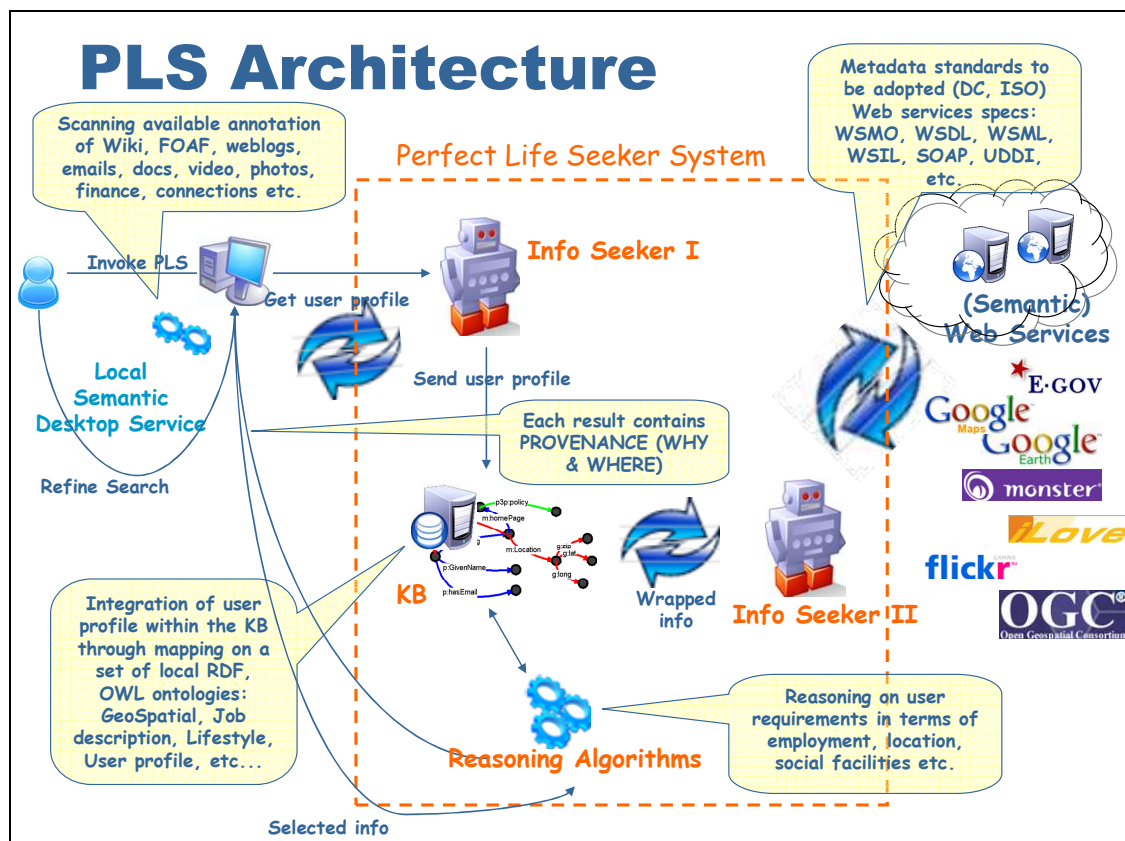 PLS Architecture
Metadata standards to
be adopted (DC, ISO)
Web services specs:
WSMO, WSDL, WSML,
WSIL, SOAP, UDDI,
etc.
Scanning available annotation
of Wiki, FOAF, weblogs,
emails, docs, video, photos,
finance, connections etc.
Perfect Life Seeker System
Info Seeker I
Invoke PLS
Get user profile
(Semantic)
Web Services
Local
Semantic
Desktop Service
Send user profile
E·GOV
Google™
Maps
Google™
Earth
Each result contains
PROVENANCE (WHY
& WHERE)
Refine Search
monster®
p3p:policy
m:homePage
m:Location
g:zip
g:lat
g:long
p:GivenName
p:hasEmail
iLove
GAMMA
flickr™
KB
Wrapped
info
Info Seeker II
OGC®
Open Geospatial Consortium
Integration of user
profile within the KB
through mapping on a
set of local RDF,
OWL ontologies:
GeoSpatial, Job
description, Lifestyle,
User profile, etc...
Reasoning on user
requirements in terms of
employment, location,
social facilities etc.
Reasoning Algorithms
Selected info